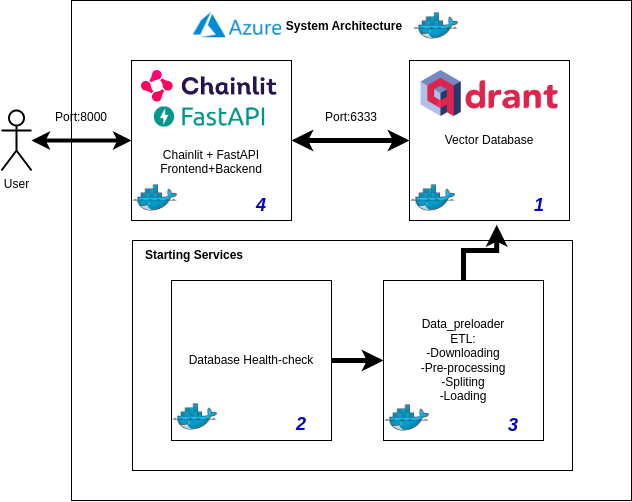 Azure System Architecture
Chainlit
FastAPI
Chainlit + FastAPI
Frontend+Backend
4
Port:8000
User
Port:6333
qdrant
Vector Database
1
Starting Services
Database Health-check
2
Data_preloader
ETL:
-Downloading
-Pre-processing
-Spliting
-Loading
3